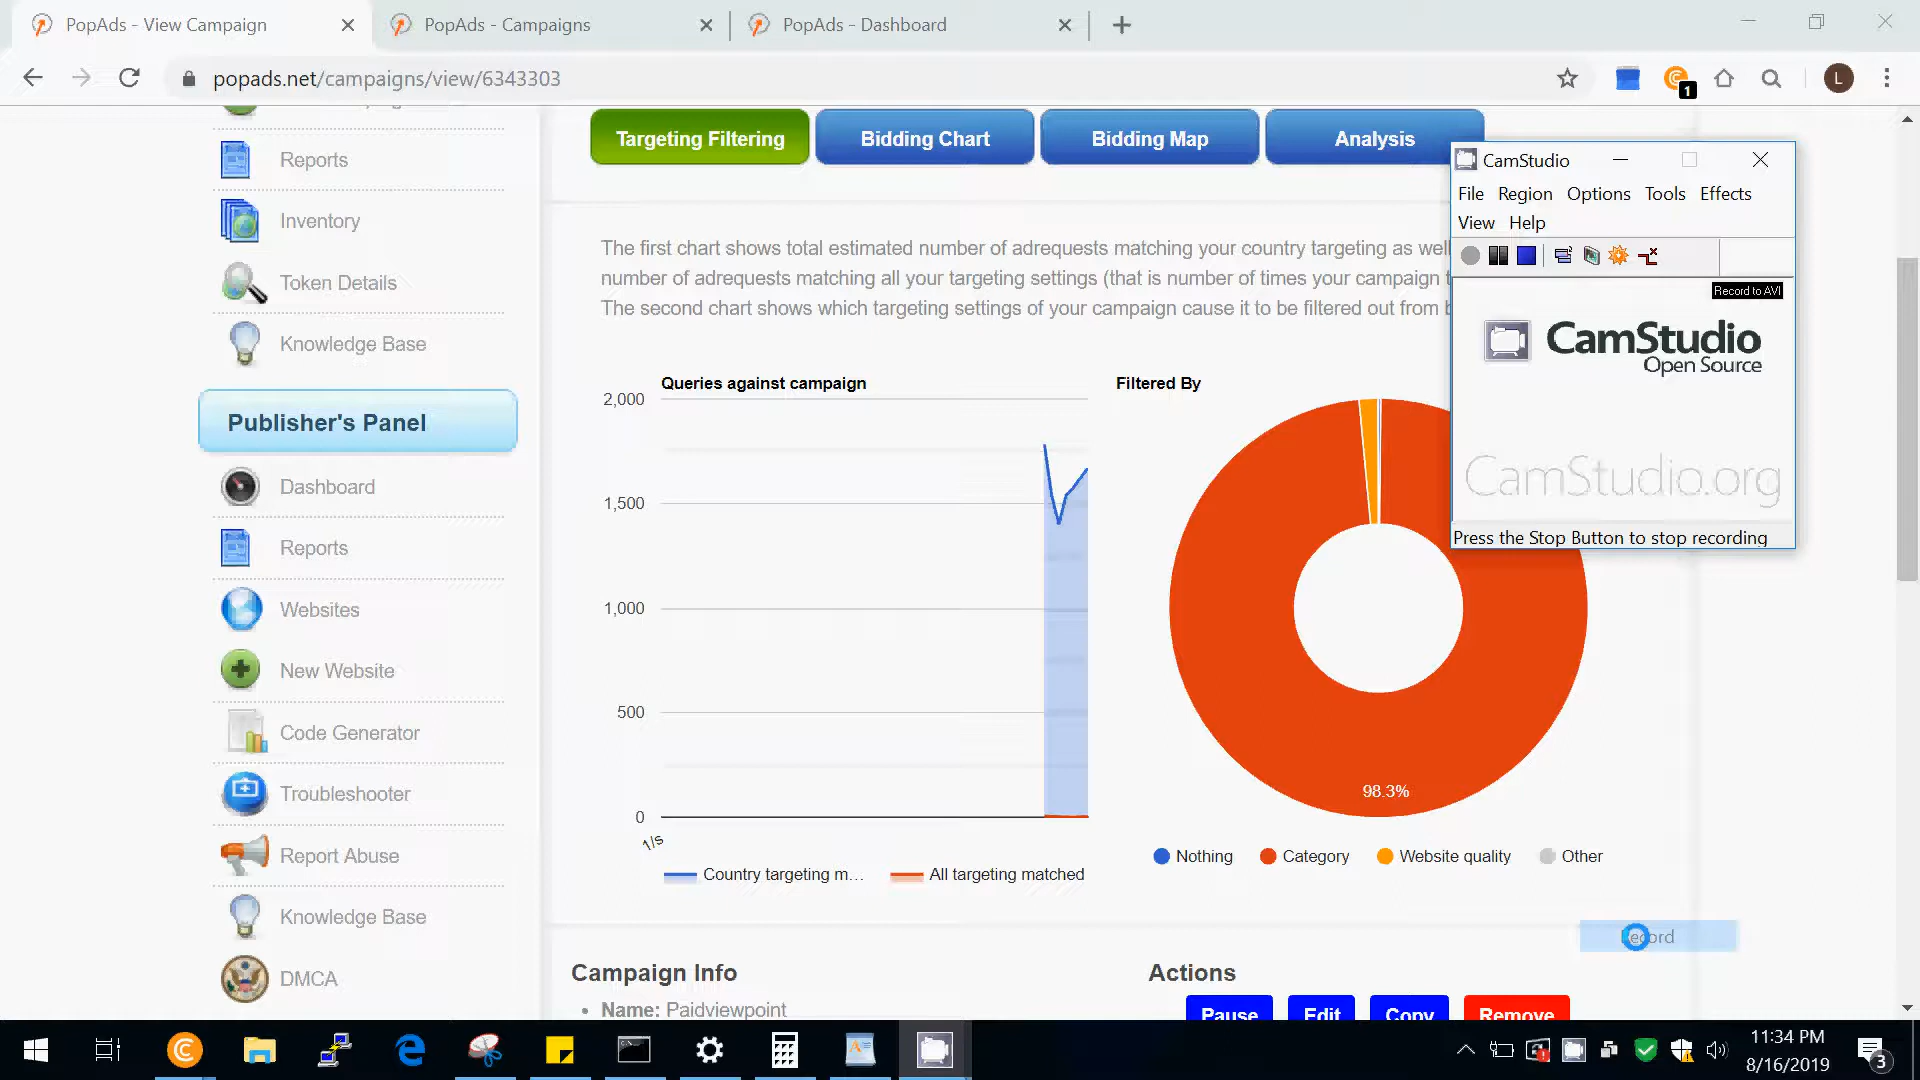 PopAds - View Campaign
PopAds - Campaigns
PopAds - Dashboard
popads.net/campaigns/view/6343303
1
L
Reports
Inventory
Token Details
Knowledge Base
Publisher's Panel
Dashboard
Reports
Websites
New Website
Code Generator
Troubleshooter
Report Abuse
Knowledge Base
DMCA
Targeting Filtering
Bidding Chart
Bidding Map
Analysis
The first chart shows total estimated number of adrequests matching your country targeting as well
number of adrequests matching all your targeting settings (that is number of times your campaign
The second chart shows which targeting settings of your campaign cause it to be filtered out from
Queries against campaign
2,000
1,500
1,000
500
0
1/s
Country targeting m...
All targeting matched
Filtered By
98.3%
Nothing
Category
Website quality
Other
CamStudio
File Region Options Tools Effects
View Help
Record to AVI
CamStudio
Open Source
CamStudio.org
Press the Stop Button to stop recording
Record
Campaign Info
Name: Paidviewpoint
Actions
Pause
Edit
Copy
Remove
11:34 PM
8/16/2019
3